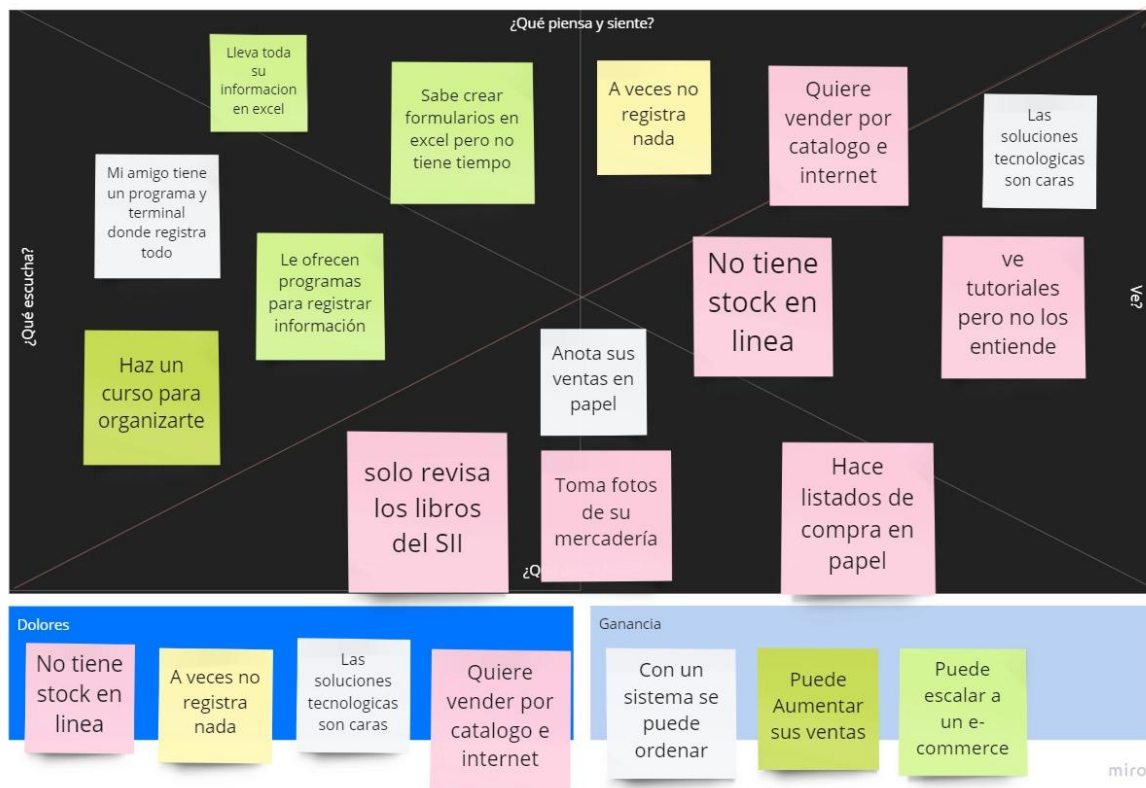 ¿Qué piensa y siente?
Lleva toda
su
informacion
en excel
Sabe crear
formularios en
excel pero no
tiene tiempo
A veces no
registra
nada
Quiere
vender por
catalogo e
internet
Las
soluciones
tecnologicas
son caras
Mi amigo tiene
un programa y
terminal
donde registra
todo
¿Qué escucha?
Le ofrecen
programas
para registrar
información
Haz un
curso para
organizarte
No tiene
stock en
linea
ve
tutoriales
pero no los
entiende
Ve?
Anota sus
ventas en
papel
solo revisa
los libros
del SII
Toma fotos
de su
mercadería
Hace
listados de
compra en
papel
Dolores
No tiene
stock en
linea
A veces no
registra
nada
Las
soluciones
tecnologicas
son caras
Quiere
vender por
catalogo e
internet
Ganancia
Con un
sistema se
puede
ordenar
Puede
Aumentar
sus ventas
Puede
escalar a
un e-
commerce
miro